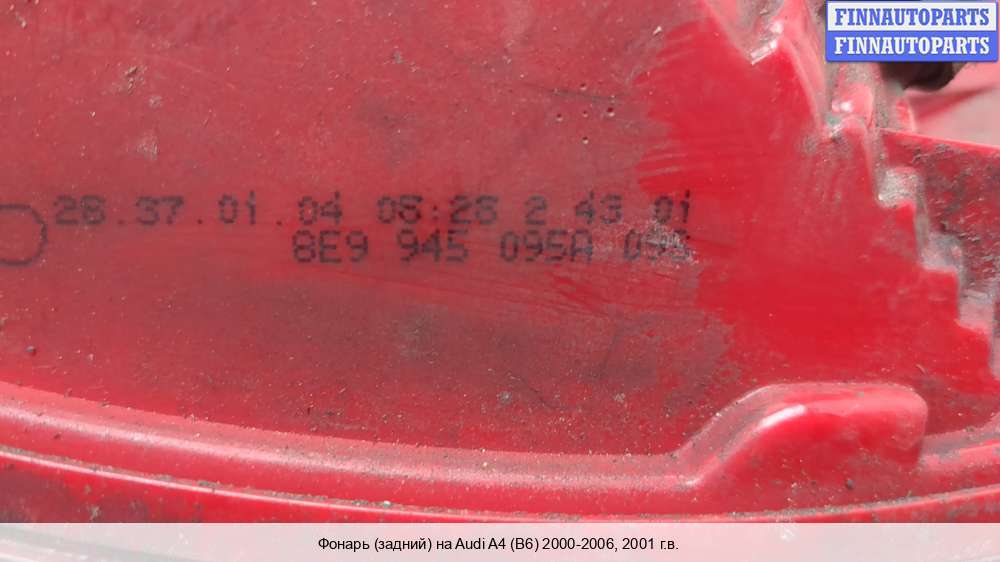 FINNAUTOPARTS
FINNAUTOPARTS
28.37.01.04 08:28 2 43 01
8E9 945 095A
Фонарь (задний) на Audi A4 (B6) 2000-2006, 2001 г.в.